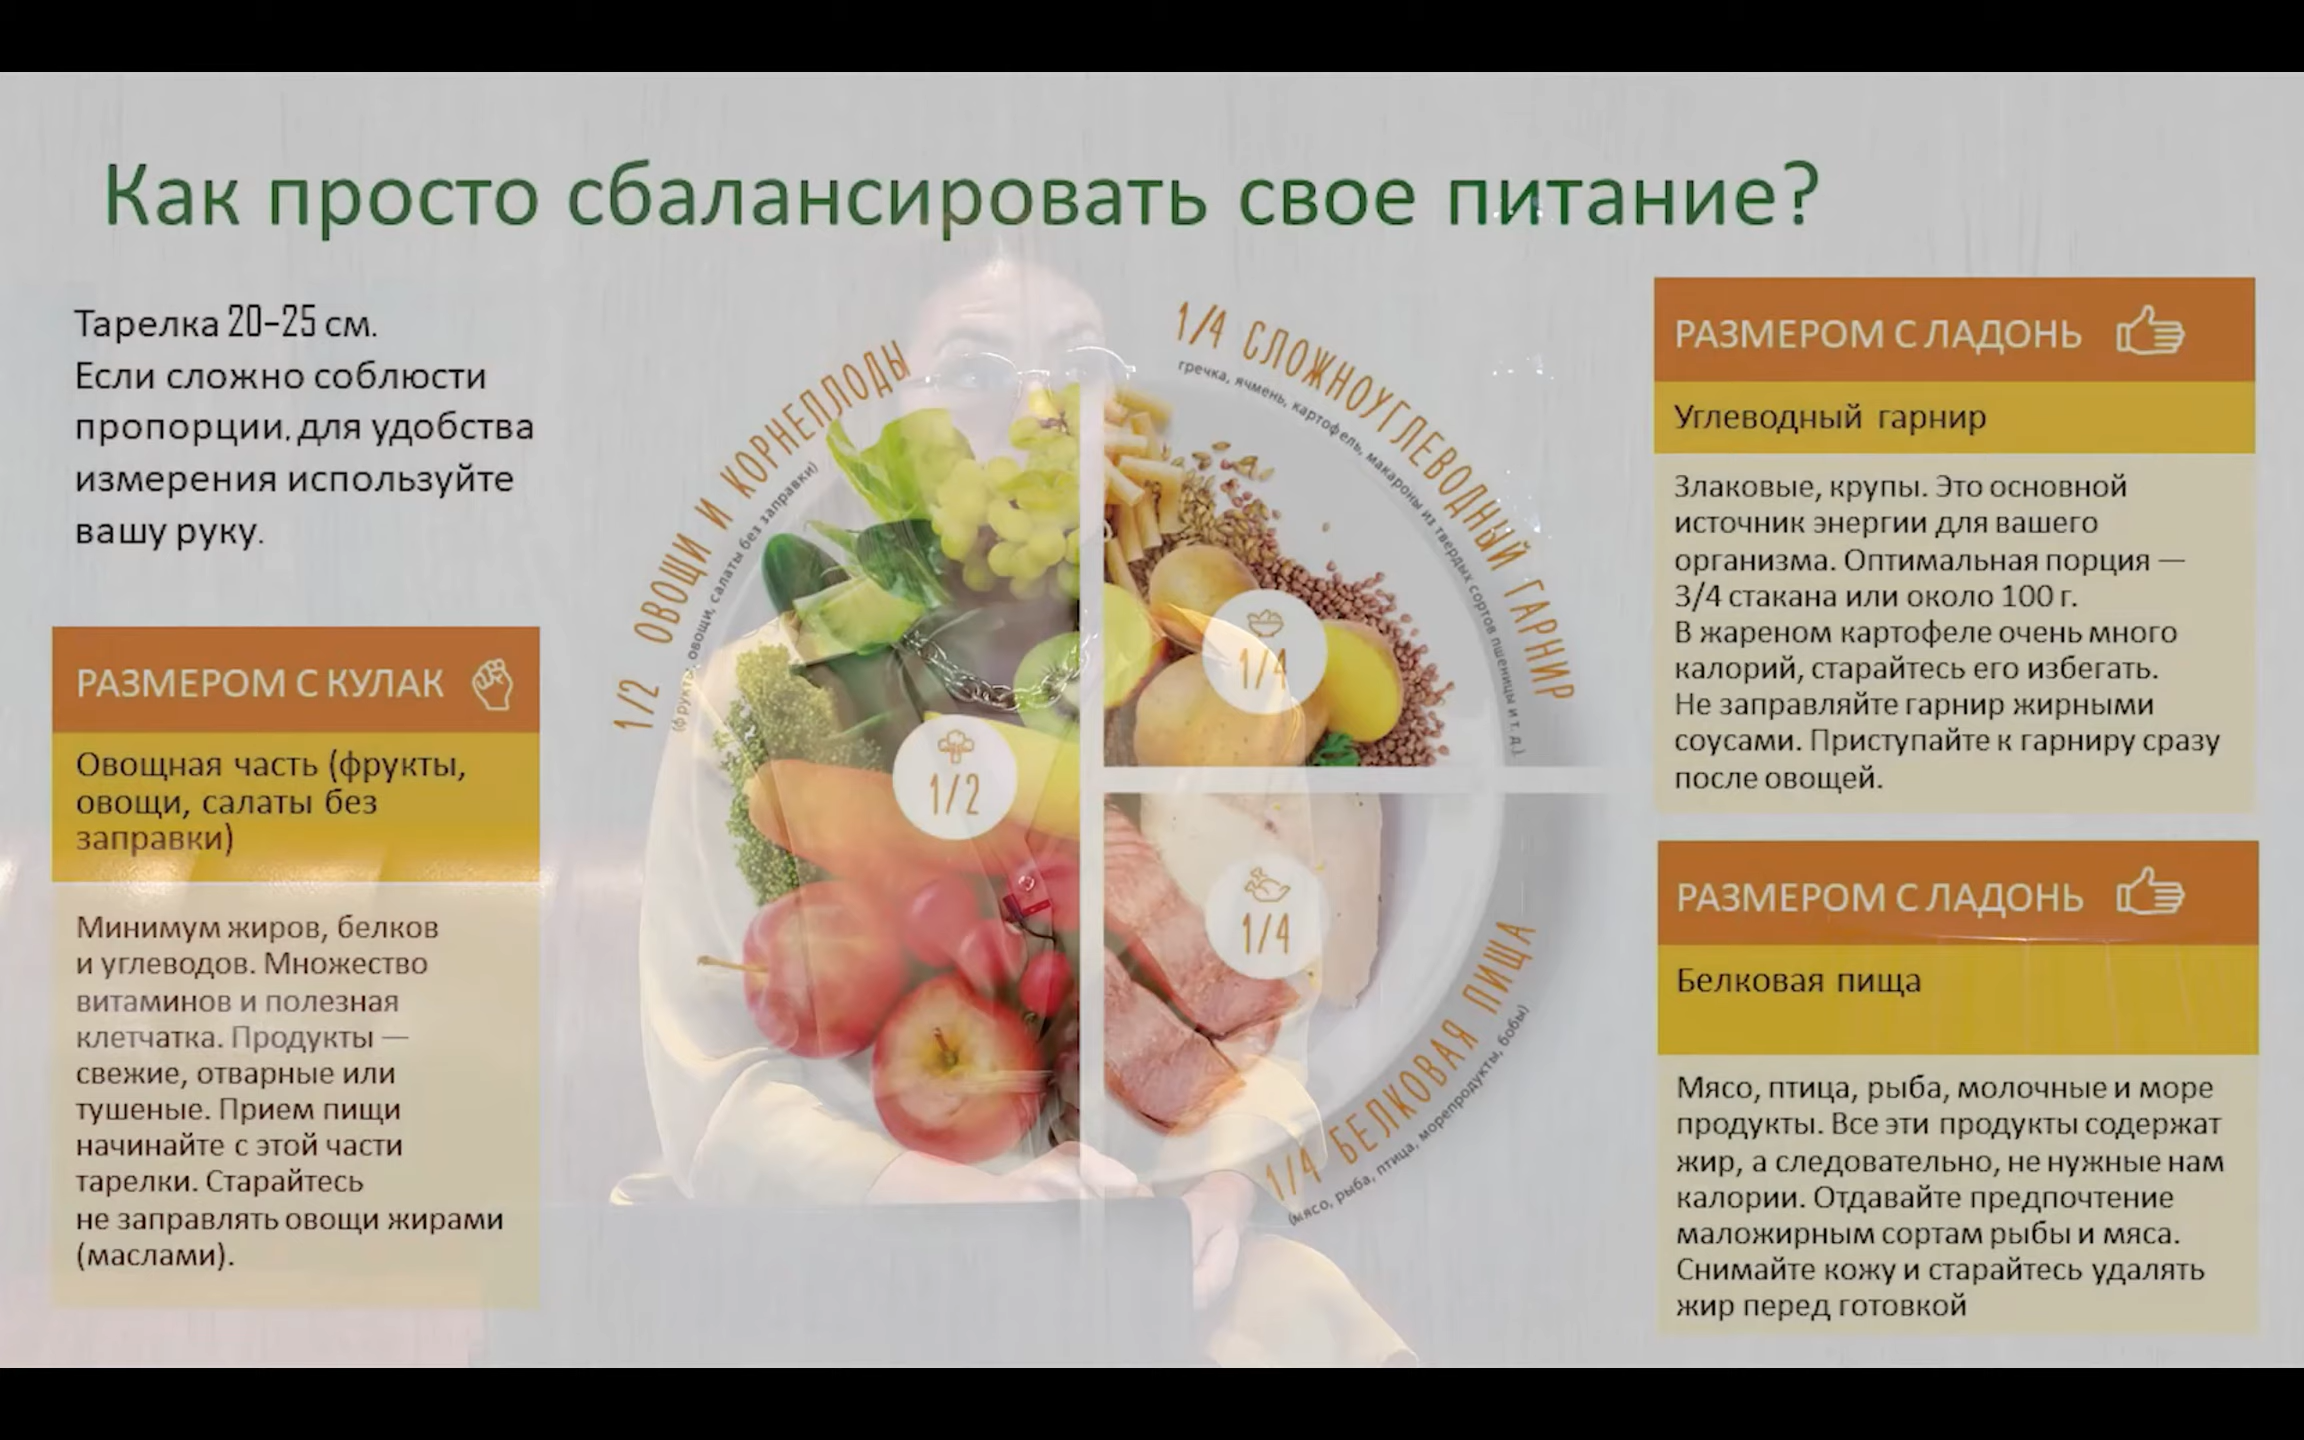 Как просто сбалансировать свое питание?
Тарелка 20-25 см.
Если сложно соблюсти
пропорции, для удобства
измерения используйте
вашу руку.
РАЗМЕРОМ С КУЛАК
Овощная часть (фрукты,
овощи, салаты без
заправки)
Минимум жиров, белков
и углеводов. Множество
витаминов и полезная
клетчатка. Продукты —
свежие, отварные или
тушеные. Прием пищи
начинайте с этой части
тарелки. Старайтесь
не заправлять овощи жирами
(маслами).
1/2 ОВОЩИ И КОРНЕПЛОДЫ
(фрукты, овощи, салаты без заправки)
1/2
1/4 СЛОЖНОУГЛЕВОДНЫЙ ГАРНИР
гречка, ячмень, картофель, макароны из твердых сортов пшеницы и т. д.)
1/4
1/4
1/4 БЕЛКОВАЯ ПИЩА
(мясо, рыба, птица, морепродукты, бобы)
РАЗМЕРОМ С ЛАДОНЬ
Углеводный гарнир
Злаковые, крупы. Это основной
источник энергии для вашего
организма. Оптимальная порция —
3/4 стакана или около 100 г.
В жареном картофеле очень много
калорий, старайтесь его избегать.
Не заправляйте гарнир жирными
соусами. Приступайте к гарниру сразу
после овощей.
РАЗМЕРОМ С ЛАДОНЬ
Белковая пища
Мясо, птица, рыба, молочные и море
продукты. Все эти продукты содержат
жир, а следовательно, не нужные нам
калории. Отдавайте предпочтение
маложирным сортам рыбы и мяса.
Снимайте кожу и старайтесь удалять
жир перед готовкой